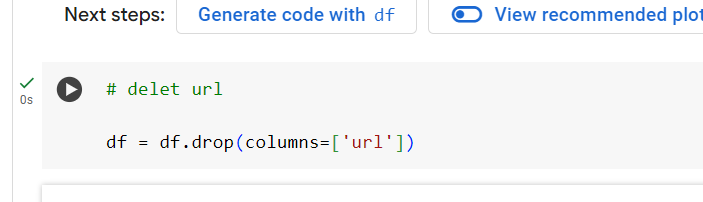 Next steps: Generate code with df View recommended plot
0s
# delet url
df = df.drop(columns=['url'])